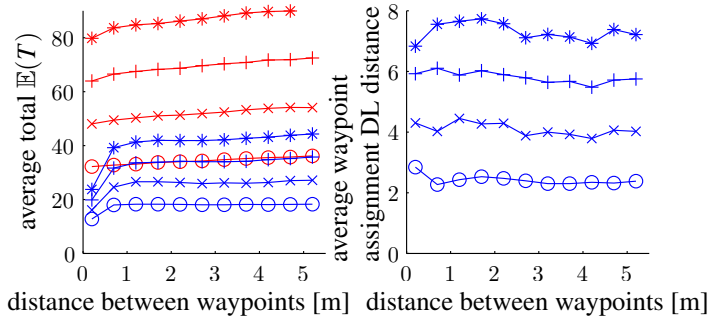 average total 𝔼(T)
80
60
40
20
0
0 1 2 3 4 5
distance between waypoints [m]
average waypoint
assignment DL distance
8
6
4
2
0
0 1 2 3 4 5
distance between waypoints [m]